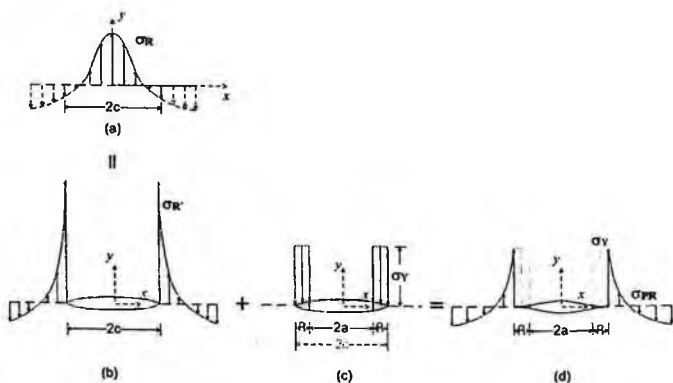 y
σR
x
2c
(a)
=
σR'
y
x
2c
(b)
+
y
σY
x
R
2a
R
2c
(c)
=
σY
y
x
σPR
R
2a
R
(d)